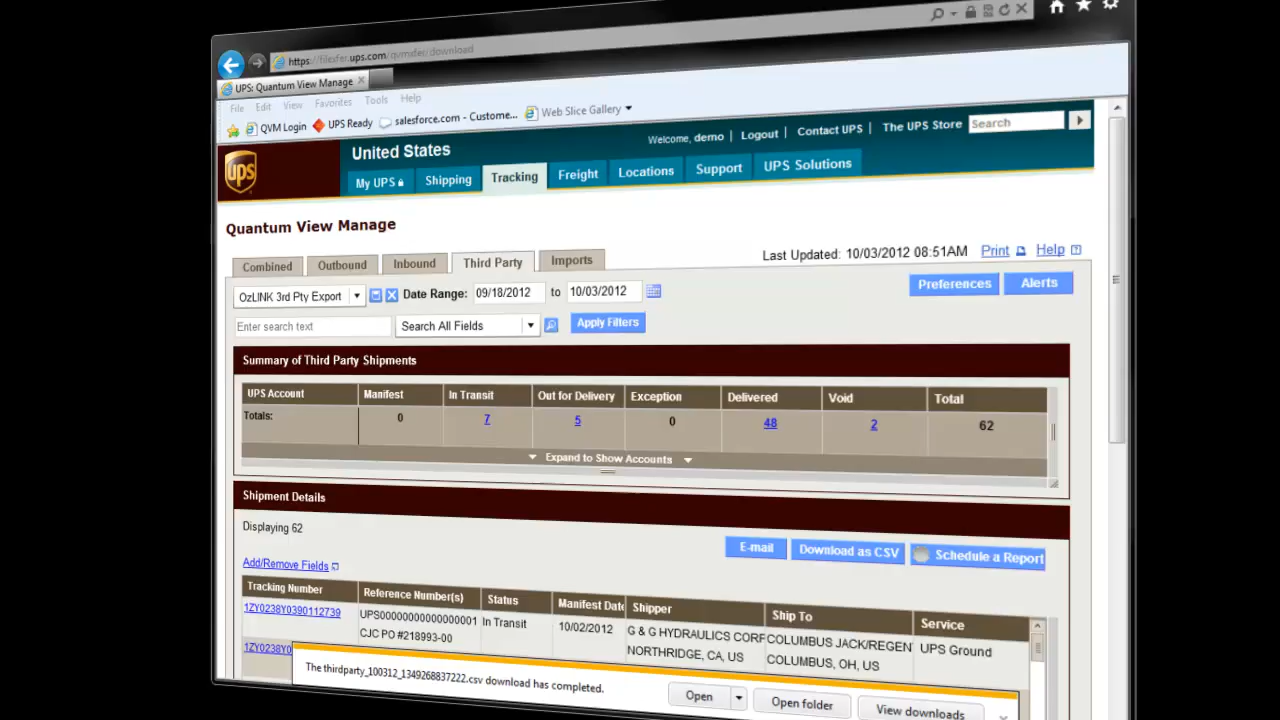 https://filexfer.ups.com/qvmxfer/download
UPS: Quantum View Manage
File Edit View Favorites Tools Help
QVM Login UPS Ready salesforce.com - Custome... Web Slice Gallery
Welcome, demo | Logout | Contact UPS | The UPS Store Search
ups
United States
My UPS Shipping Tracking Freight Locations Support UPS Solutions
Quantum View Manage
Last Updated: 10/03/2012 08:51AM Print Help
Combined Outbound Inbound Third Party Imports
OzLINK 3rd Pty Export Date Range: 09/18/2012 to 10/03/2012 Preferences Alerts
Enter search text Search All Fields Apply Filters
Summary of Third Party Shipments
UPS Account Manifest In Transit Out for Delivery Exception Delivered Void Total
Totals: 0 7 5 0 48 2 62
Expand to Show Accounts
Shipment Details
Displaying 62
E-mail Download as CSV Schedule a Report
Add/Remove Fields
Tracking Number Reference Number(s) Status Manifest Date Shipper Ship To Service
1ZY0238Y0390112739 UPS0000000000000001 In Transit 10/02/2012 G & G HYDRAULICS CORP COLUMBUS JACK/REGEN UPS Ground
CJC PO #218993-00 NORTHRIDGE, CA, US COLUMBUS, OH, US
1ZY0238Y0
The thirdparty_100312_1349268837222.csv download has completed. Open Open folder View downloads